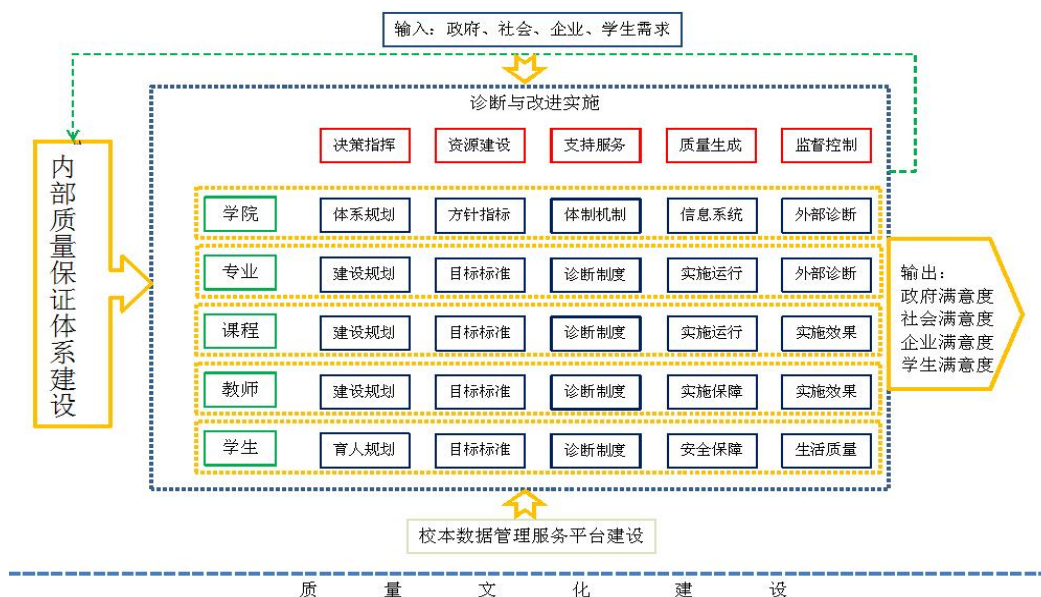 输入：政府、社会、企业、学生需求
诊断与改进实施
决策指挥 资源建设 支持服务 质量生成 监督控制
内部质量保证体系建设
学院 体系规划 方针指标 体制机制 信息系统 外部诊断
专业 建设规划 目标标准 诊断制度 实施运行 外部诊断
课程 建设规划 目标标准 诊断制度 实施运行 实施效果
教师 建设规划 目标标准 诊断制度 实施保障 实施效果
学生 育人规划 目标标准 诊断制度 安全保障 生活质量
输出：
政府满意度
社会满意度
企业满意度
学生满意度
校本数据管理服务平台建设
质量文化建设